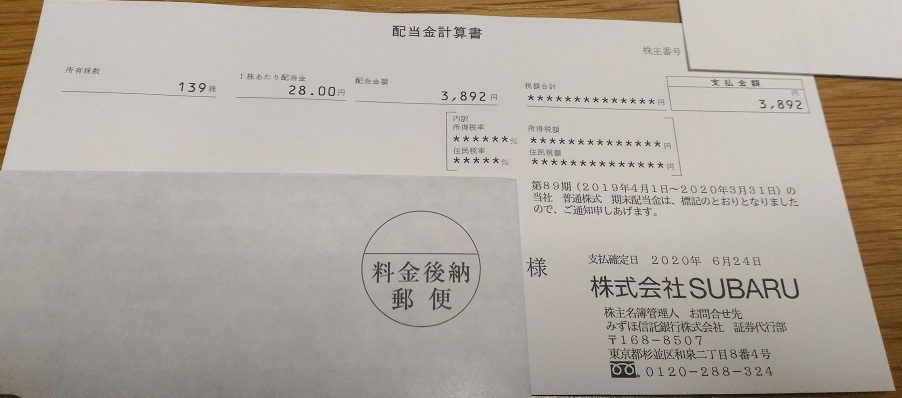 配当金計算書
株主番号
所有株数
139株
1株あたり配当金
28.00円
配当金額
3,892円
税額合計
**************円
支払金額
円
3,892
内訳
所得税率
******%
住民税率
*****%
所得税額
**************円
住民税額
**************円
第89期(2019年4月1日~2020年3月31日)の
当社 普通株式 期末配当金は、標記のとおりとなりました
ので、ご通知申しあげます。
料金後納
郵便
様
支払確定日 2020年 6月24日
株式会社SUBARU
株主名簿管理人 お問合せ先
みずほ信託銀行株式会社 証券代行部
〒168-8507
東京都杉並区和泉二丁目8番4号
0120-288-324